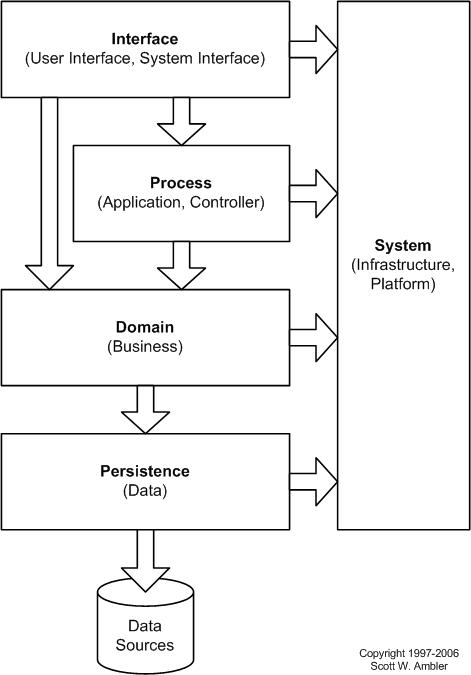 Interface
(User Interface, System Interface)
Process
(Application, Controller)
System
(Infrastructure,
Platform)
Domain
(Business)
Persistence
(Data)
Data
Sources
Copyright 1997-2006
Scott W. Ambler